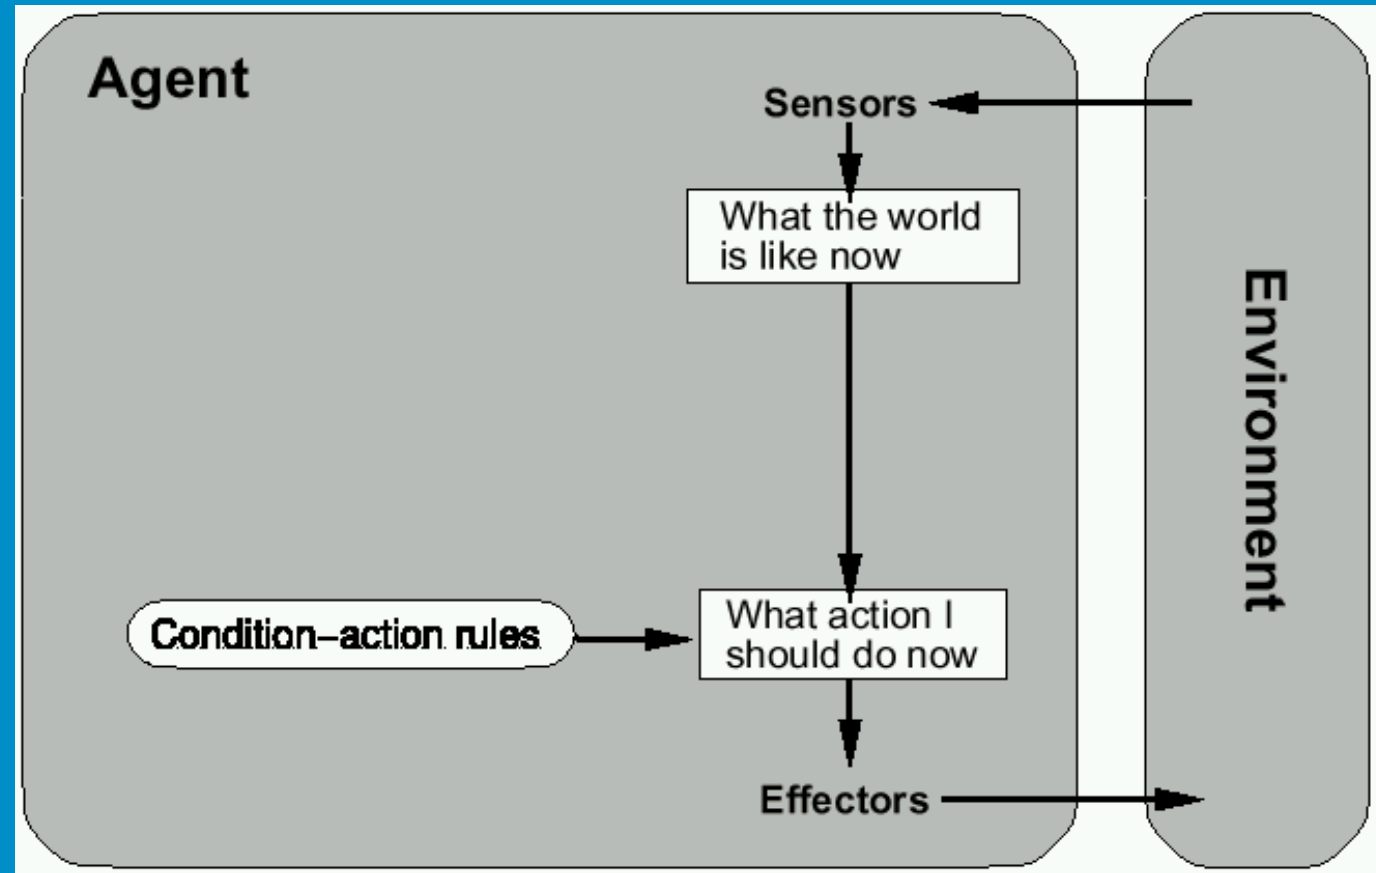 Agent
Sensors
What the world
is like now
Environment
Condition–action rules
What action I
should do now
Effectors